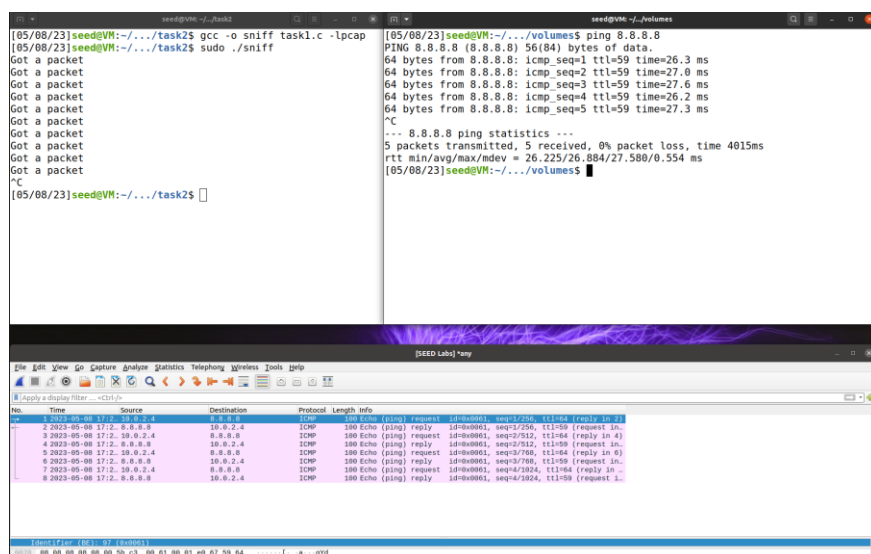 seed@VM: ~/.../task2
[05/08/23]seed@VM:~/.../task2$ gcc -o sniff task1.c -lpcap
[05/08/23]seed@VM:~/.../task2$ sudo ./sniff
Got a packet
Got a packet
Got a packet
Got a packet
Got a packet
Got a packet
Got a packet
Got a packet
Got a packet
Got a packet
^C
[05/08/23]seed@VM:~/.../task2$
seed@VM: ~/.../volumes
[05/08/23]seed@VM:~/.../volumes$ ping 8.8.8.8
PING 8.8.8.8 (8.8.8.8) 56(84) bytes of data.
64 bytes from 8.8.8.8: icmp_seq=1 ttl=59 time=26.3 ms
64 bytes from 8.8.8.8: icmp_seq=2 ttl=59 time=27.0 ms
64 bytes from 8.8.8.8: icmp_seq=3 ttl=59 time=27.6 ms
64 bytes from 8.8.8.8: icmp_seq=4 ttl=59 time=26.2 ms
64 bytes from 8.8.8.8: icmp_seq=5 ttl=59 time=27.3 ms
^C
--- 8.8.8.8 ping statistics ---
5 packets transmitted, 5 received, 0% packet loss, time 4015ms
rtt min/avg/max/mdev = 26.225/26.884/27.580/0.554 ms
[05/08/23]seed@VM:~/.../volumes$
[SEED Labs] *any
File Edit View Go Capture Analyze Statistics Telephony Wireless Tools Help
Apply a display filter ... <Ctrl-/>
No. Time Source Destination Protocol Length Info
1 2023-05-08 17:2… 10.0.2.4 8.8.8.8 ICMP 100 Echo (ping) request id=0x0061, seq=1/256, ttl=64 (reply in 2)
2 2023-05-08 17:2… 8.8.8.8 10.0.2.4 ICMP 100 Echo (ping) reply id=0x0061, seq=1/256, ttl=59 (request in…
3 2023-05-08 17:2… 10.0.2.4 8.8.8.8 ICMP 100 Echo (ping) request id=0x0061, seq=2/512, ttl=64 (reply in 4)
4 2023-05-08 17:2… 8.8.8.8 10.0.2.4 ICMP 100 Echo (ping) reply id=0x0061, seq=2/512, ttl=59 (request in…
5 2023-05-08 17:2… 10.0.2.4 8.8.8.8 ICMP 100 Echo (ping) request id=0x0061, seq=3/768, ttl=64 (reply in 6)
6 2023-05-08 17:2… 8.8.8.8 10.0.2.4 ICMP 100 Echo (ping) reply id=0x0061, seq=3/768, ttl=59 (request in…
7 2023-05-08 17:2… 10.0.2.4 8.8.8.8 ICMP 100 Echo (ping) request id=0x0061, seq=4/1024, ttl=64 (reply in …
8 2023-05-08 17:2… 8.8.8.8 10.0.2.4 ICMP 100 Echo (ping) reply id=0x0061, seq=4/1024, ttl=59 (request i…
Identifier (BE): 97 (0x0061)